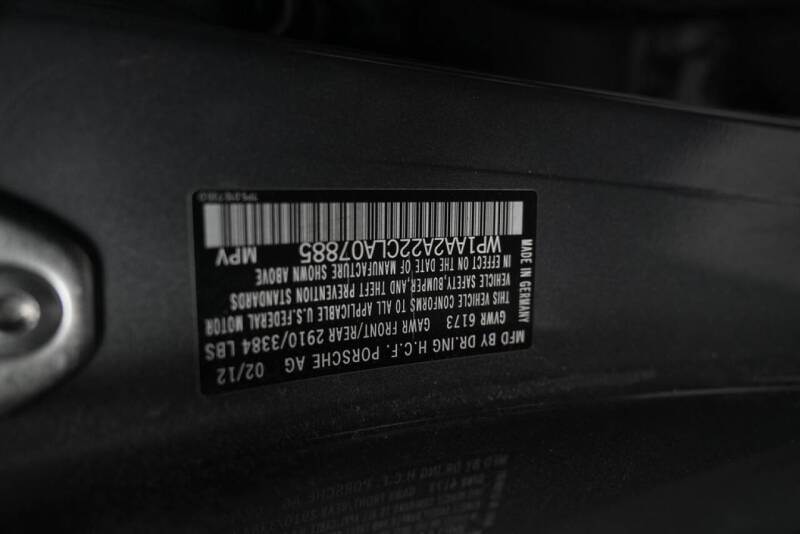 MFD BY DR.ING H.C.F. PORSCHE AG 02/12
GVWR 6173 GAWR FRONT/REAR 2910/3384 LBS
THIS VEHICLE CONFORMS TO ALL APPLICABLE U.S.FEDERAL MOTOR
VEHICLE SAFETY,BUMPER,AND THEFT PREVENTION STANDARDS
IN EFFECT ON THE DATE OF MANUFACTURE SHOWN ABOVE
WP1AA2A22CLA07885 MPV
MADE IN GERMANY